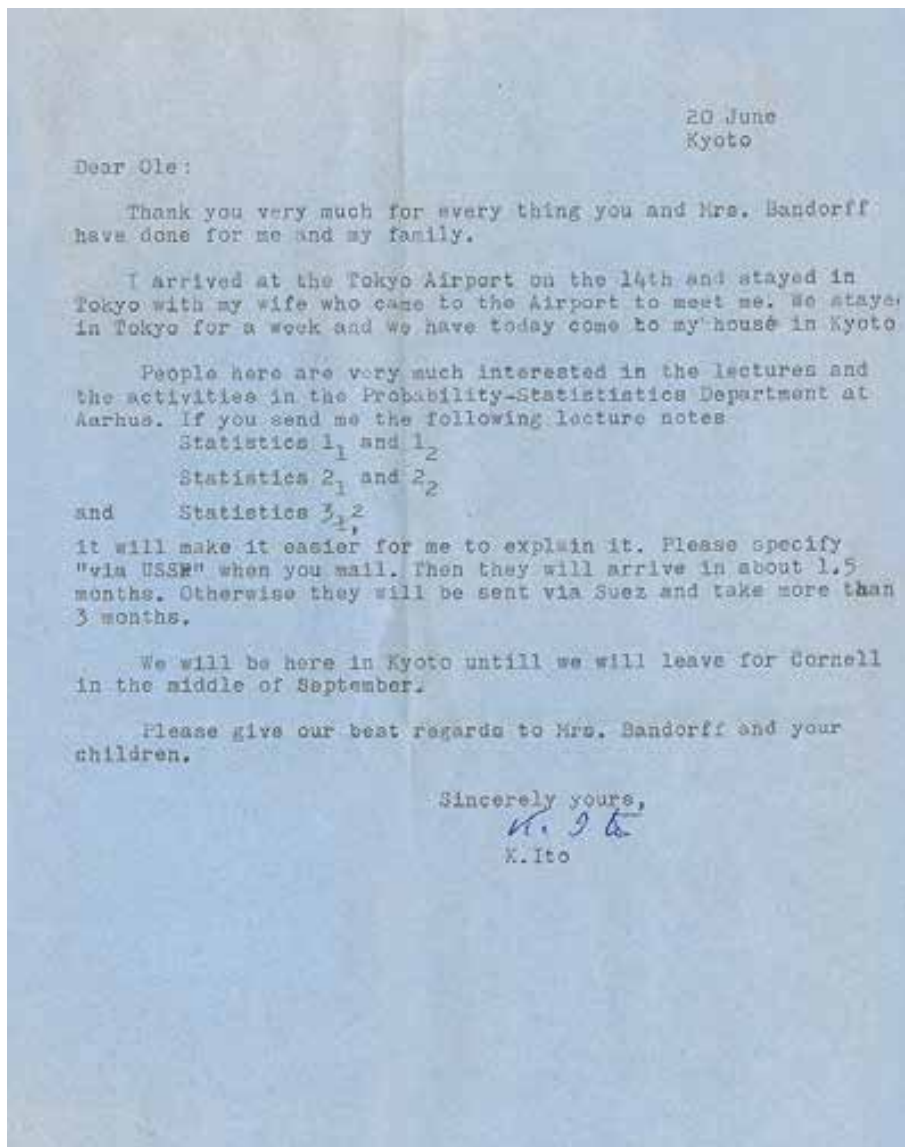 20 June
Kyoto
Dear Ole:
Thank you very much for every thing you and Mrs. Bandorff
have done for me and my family.
I arrived at the Tokyo Airport on the 14th and stayed in
Tokyo with my wife who came to the Airport to meet me. We staye
in Tokyo for a week and we have today come to my house in Kyoto
People here are very much interested in the lectures and
the activities in the Probability-Statististics Department at
Aarhus. If you send me the following lecture notes
Statistics 1₁ and 1₂
Statistics 2₁ and 2₂
and Statistics 3₁,₂
it will make it easier for me to explain it. Please specify
"via USSR" when you mail. Then they will arrive in about 1.5
months. Otherwise they will be sent via Suez and take more than
3 months.
We will be here in Kyoto untill we will leave for Cornell
in the middle of September.
Please give our best regards to Mrs. Bandorff and your
children.
Sincerely yours,
K. Ito
K.Ito